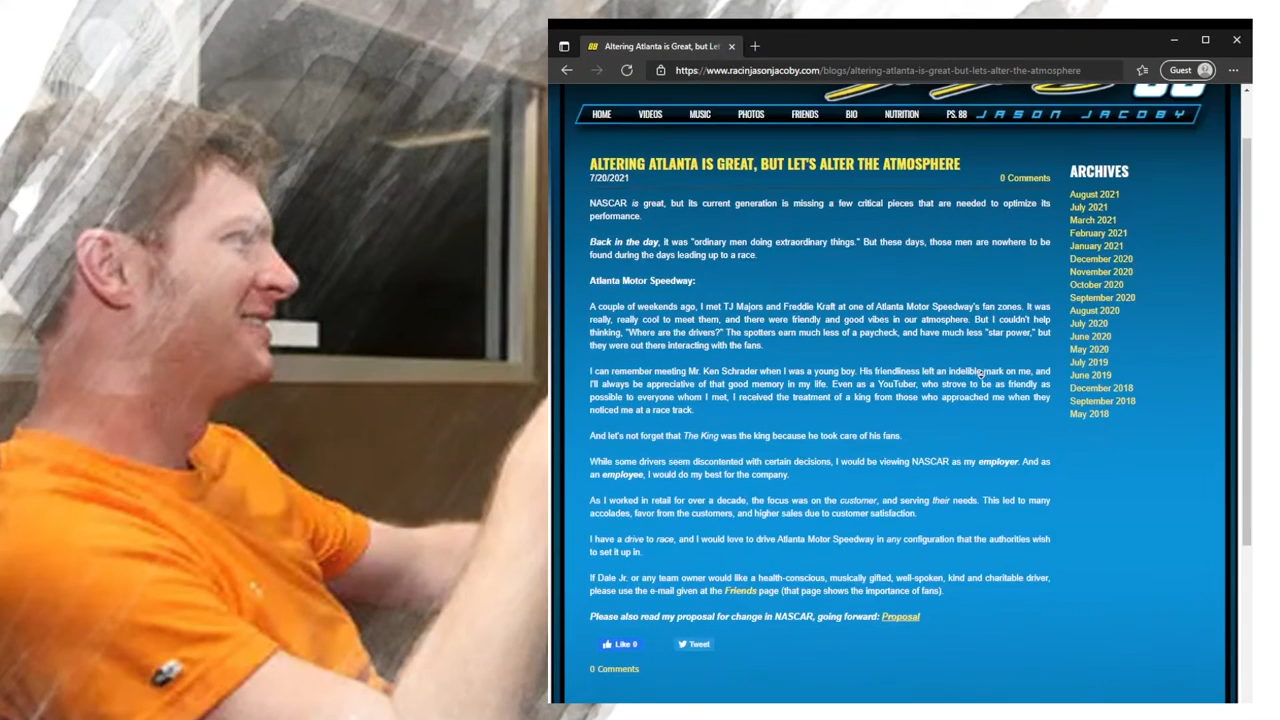 Altering Atlanta is Great, but Let
https://www.racinjasonjacoby.com/blogs/altering-atlanta-is-great-but-lets-alter-the-atmosphere
Guest
88
HOME VIDEOS MUSIC PHOTOS FRIENDS BIO NUTRITION PS. 88 JASON JACOBY
ALTERING ATLANTA IS GREAT, BUT LET'S ALTER THE ATMOSPHERE
7/20/2021
0 Comments
NASCAR is great, but its current generation is missing a few critical pieces that are needed to optimize its
performance.
Back in the day, it was "ordinary men doing extraordinary things." But these days, those men are nowhere to be
found during the days leading up to a race.
Atlanta Motor Speedway:
A couple of weekends ago, I met TJ Majors and Freddie Kraft at one of Atlanta Motor Speedway's fan zones. It was
really, really cool to meet them, and there were friendly and good vibes in our atmosphere. But I couldn't help
thinking, "Where are the drivers?" The spotters earn much less of a paycheck, and have much less "star power," but
they were out there interacting with the fans.
I can remember meeting Mr. Ken Schrader when I was a young boy. His friendliness left an indelible mark on me, and
I'll always be appreciative of that good memory in my life. Even as a YouTuber, who strove to be as friendly as
possible to everyone whom I met, I received the treatment of a king from those who approached me when they
noticed me at a race track.
And let's not forget that The King was the king because he took care of his fans.
While some drivers seem discontented with certain decisions, I would be viewing NASCAR as my employer. And as
an employee, I would do my best for the company.
As I worked in retail for over a decade, the focus was on the customer, and serving their needs. This led to many
accolades, favor from the customers, and higher sales due to customer satisfaction.
I have a drive to race, and I would love to drive Atlanta Motor Speedway in any configuration that the authorities wish
to set it up in.
If Dale Jr. or any team owner would like a health-conscious, musically gifted, well-spoken, kind and charitable driver,
please use the e-mail given at the Friends page (that page shows the importance of fans).
Please also read my proposal for change in NASCAR, going forward: Proposal
Like 0
Tweet
0 Comments
ARCHIVES
August 2021
July 2021
March 2021
February 2021
January 2021
December 2020
November 2020
October 2020
September 2020
August 2020
July 2020
June 2020
May 2020
July 2019
June 2019
December 2018
September 2018
May 2018